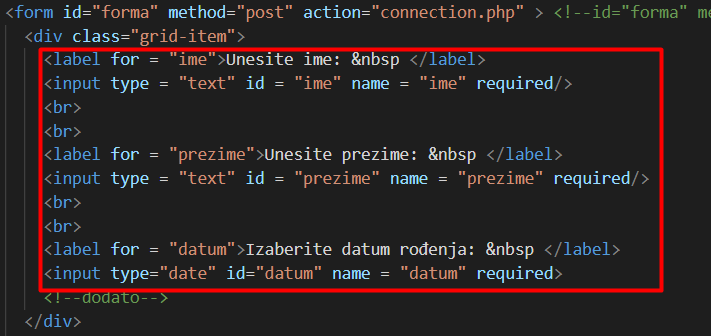 <form id="forma" method="post" action="connection.php" > <!--id="forma" me
<div class="grid-item">
<label for = "ime">Unesite ime: &nbsp </label>
<input type = "text" id = "ime" name = "ime" required/>
<br>
<br>
<label for = "prezime">Unesite prezime: &nbsp </label>
<input type = "text" id = "prezime" name = "prezime" required/>
<br>
<br>
<label for = "datum">Izaberite datum rođenja: &nbsp </label>
<input type="date" id="datum" name = "datum" required>
<!--dodato-->
</div>